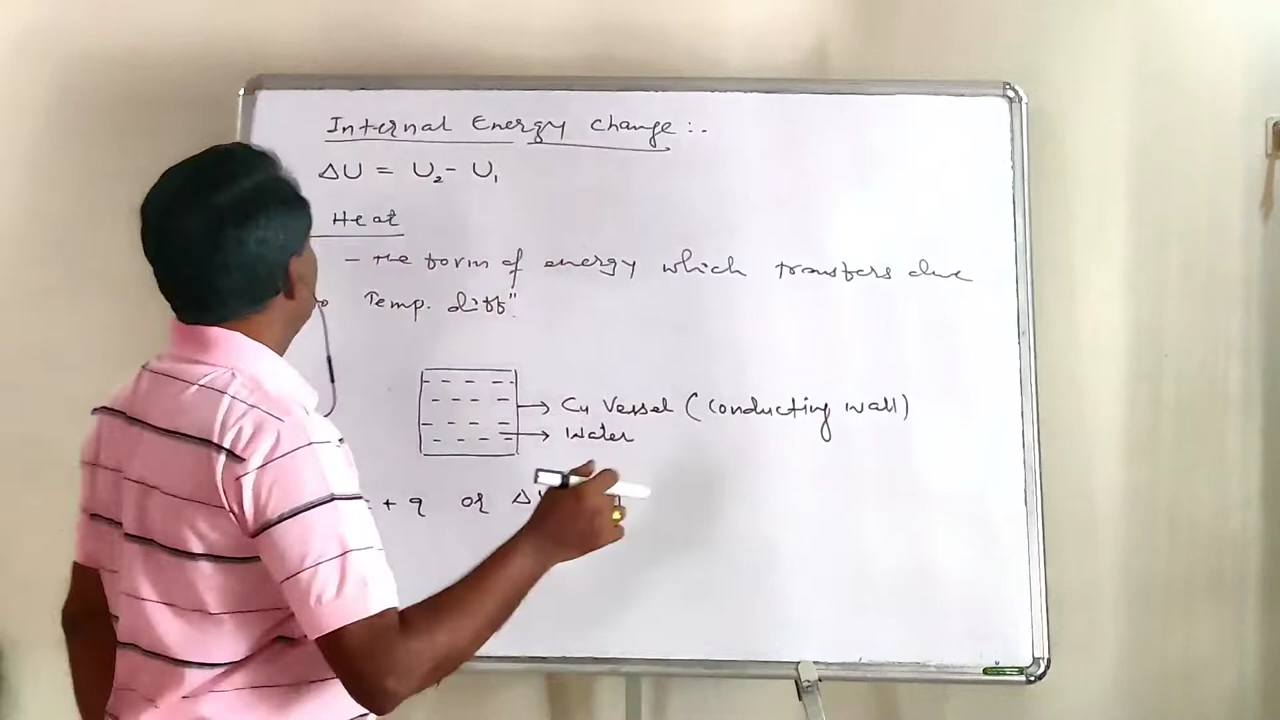 Internal Energy change :-
ΔU = U₂ - U₁
Heat
- the form of energy which transfers due
Temp. diffⁿ.
Cu Vessel (Conducting wall)
Water
+ q or Δ